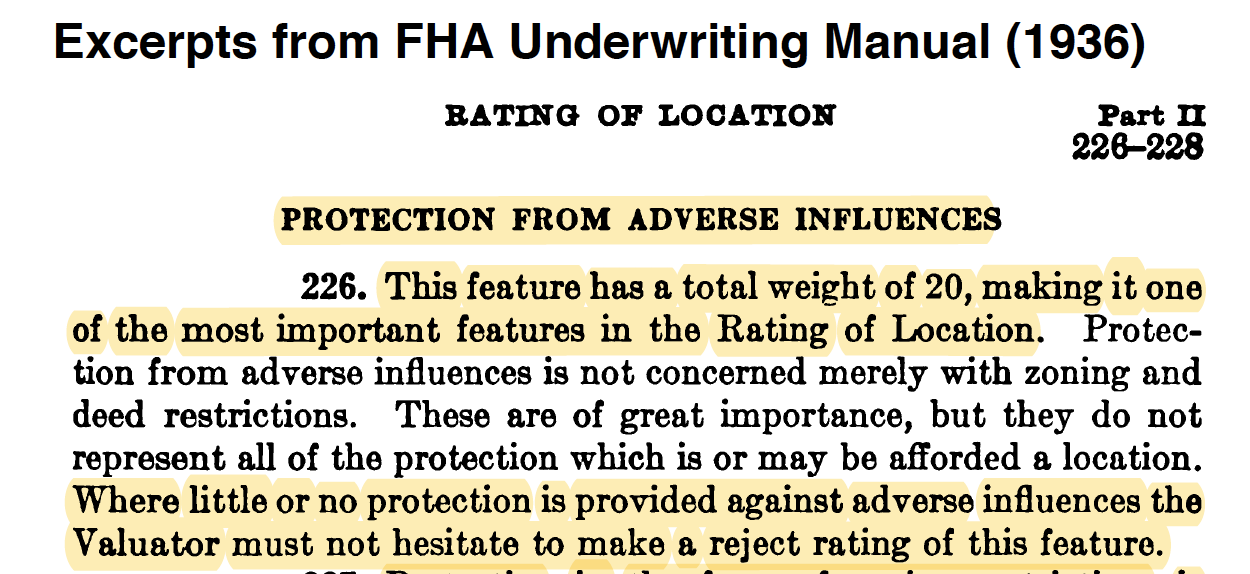 Excerpts from FHA Underwriting Manual (1936)
RATING OF LOCATION Part II
226–228
PROTECTION FROM ADVERSE INFLUENCES
226. This feature has a total weight of 20, making it one
of the most important features in the Rating of Location. Protec-
tion from adverse influences is not concerned merely with zoning and
deed restrictions. These are of great importance, but they do not
represent all of the protection which is or may be afforded a location.
Where little or no protection is provided against adverse influences the
Valuator must not hesitate to make a reject rating of this feature.